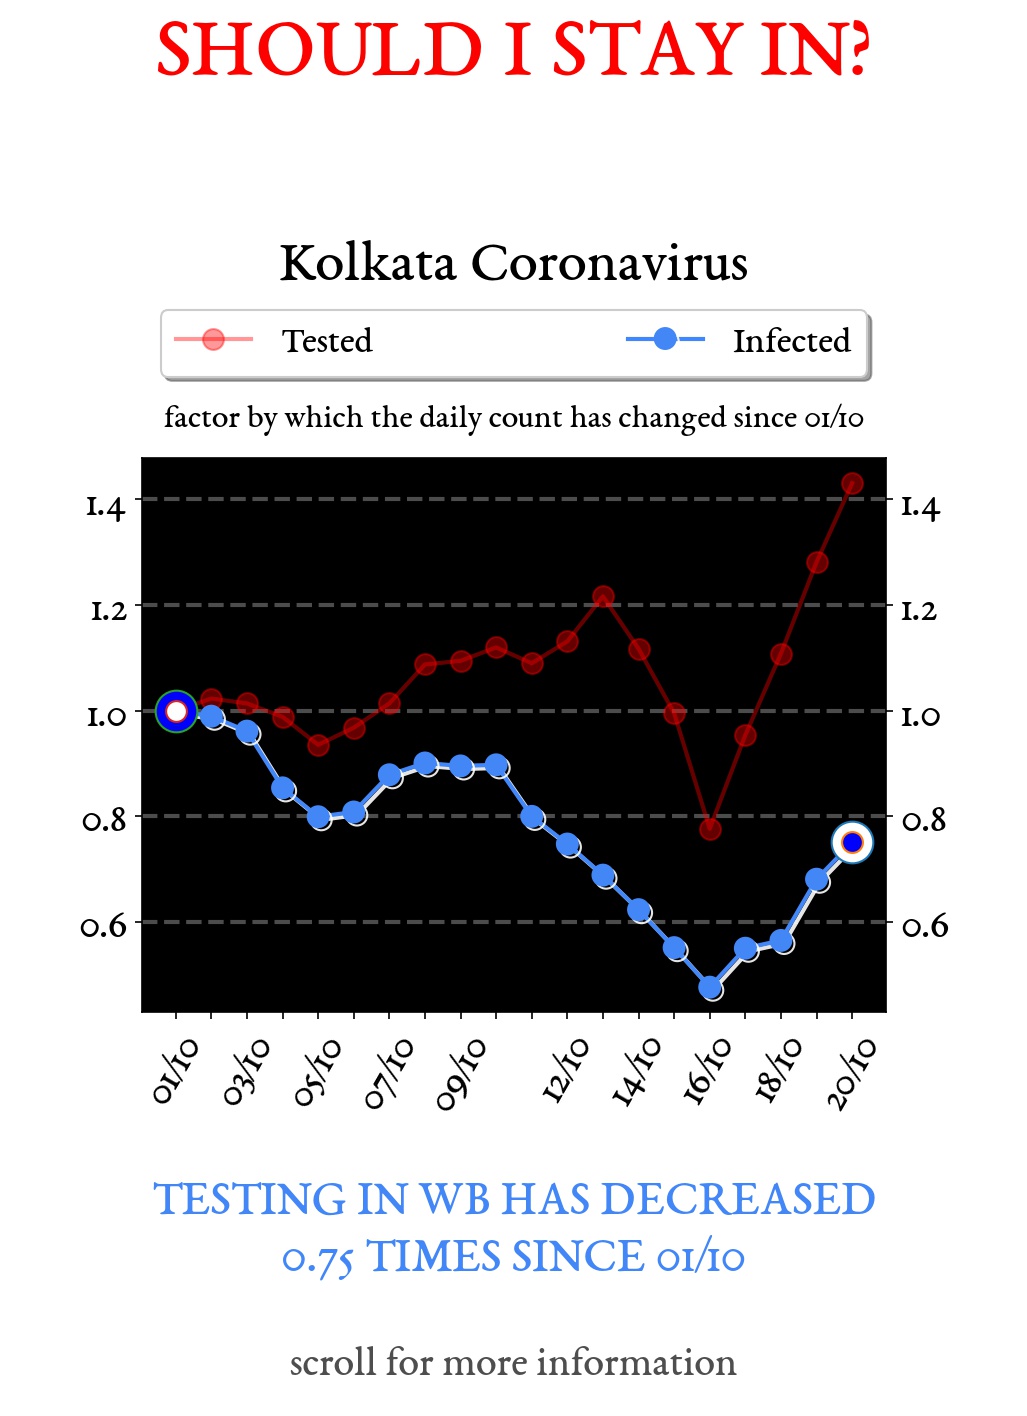 SHOULD I STAY IN?
Kolkata Coronavirus
Tested Infected
factor by which the daily count has changed since 01/10
1.4 1.4
1.2 1.2
1.0 1.0
0.8 0.8
0.6 0.6
01/10 03/10 05/10 07/10 09/10 12/10 14/10 16/10 18/10 20/10
TESTING IN WB HAS DECREASED
0.75 TIMES SINCE 01/10
scroll for more information